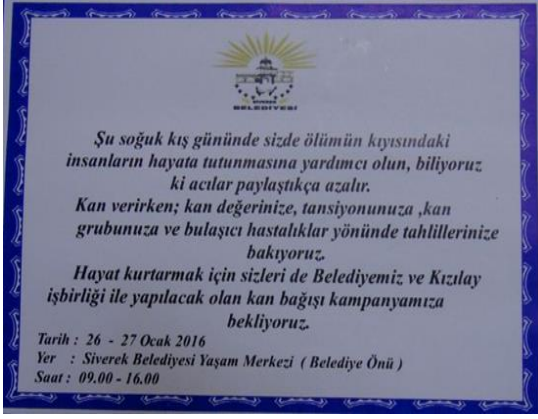 SİVEREK
BELEDİYESİ
Şu soğuk kış gününde sizde ölümün kıyısındaki
insanların hayata tutunmasına yardımcı olun, biliyoruz
ki acılar paylaştıkça azalır.
Kan verirken; kan değerinize, tansiyonunuza ,kan
grubunuza ve bulaşıcı hastalıklar yönünde tahlillerinize
bakıyoruz.
Hayat kurtarmak için sizleri de Belediyemiz ve Kızılay
işbirliği ile yapılacak olan kan bağışı kampanyamıza
bekliyoruz.
Tarih : 26 - 27 Ocak 2016
Yer : Siverek Belediyesi Yaşam Merkezi ( Belediye Önü )
Saat : 09.00 - 16.00